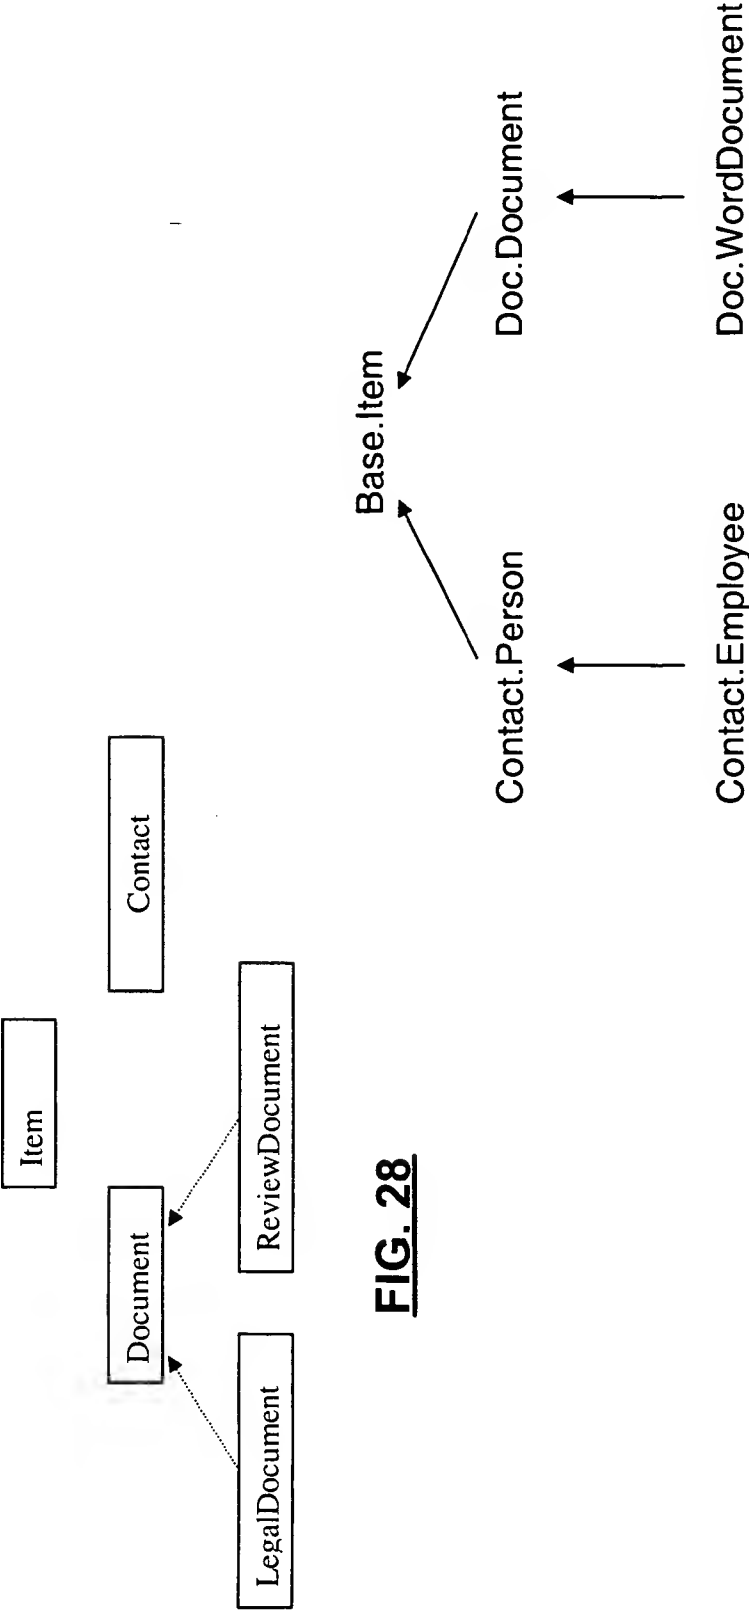 Item
Document
Contact
LegalDocument
ReviewDocument
FIG. 28
Base.Item
Contact.Person
Doc.Document
Contact.Employee
Doc.WordDocument